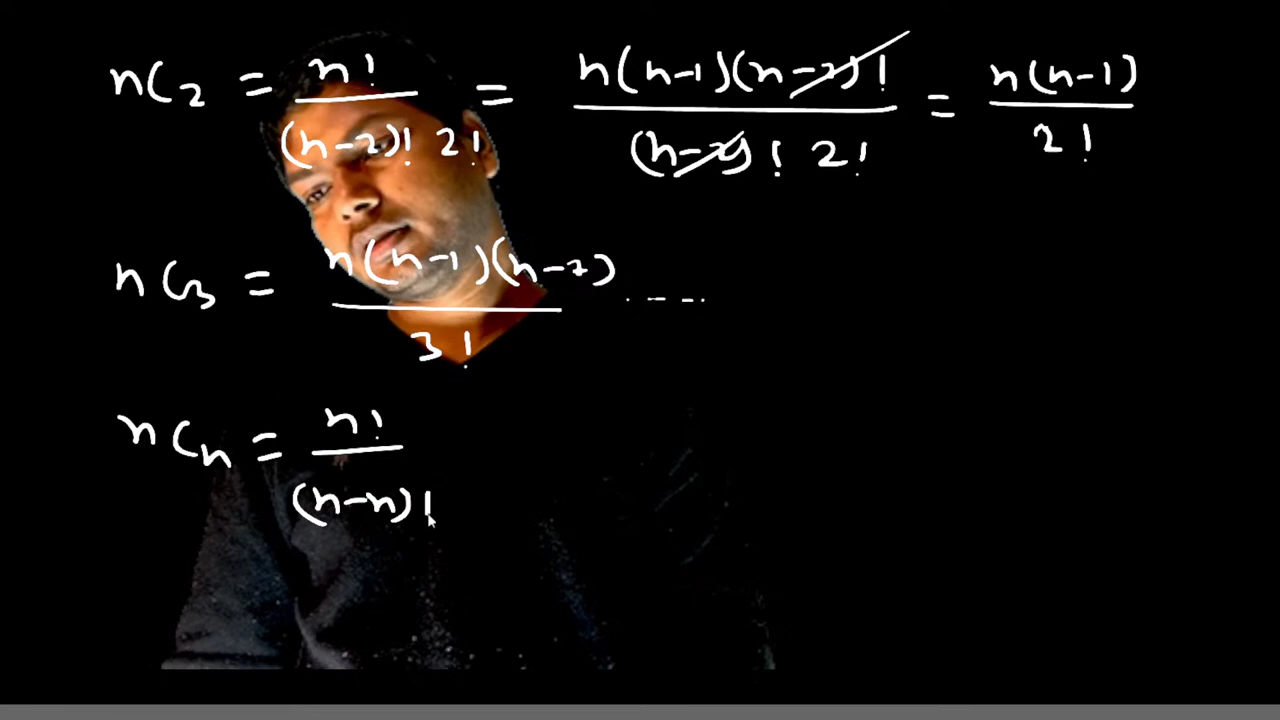 nC₂ = n! / (n-2)! 2! = n(n-1)(n-2)! / (n-2)! 2! = n(n-1) / 2!
nC₃ = n(n-1)(n-2) / 3! ....
nCₙ = n! / (n-n)!